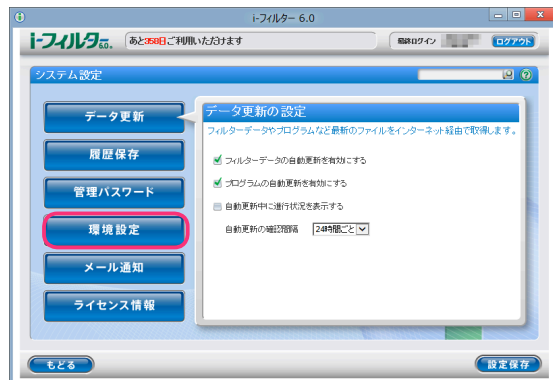 i-フィルター 6.0
i-フィルター6.0.
あと358日ご利用いただけます
最終ログイン
ログアウト
システム設定
データ更新
履歴保存
管理パスワード
環境設定
メール通知
ライセンス情報
データ更新の設定
フィルターデータやプログラムなど最新のファイルをインターネット経由で取得します。
フィルターデータの自動更新を有効にする
プログラムの自動更新を有効にする
自動更新中に進行状況を表示する
自動更新の確認間隔 24時間ごと
もどる
設定保存